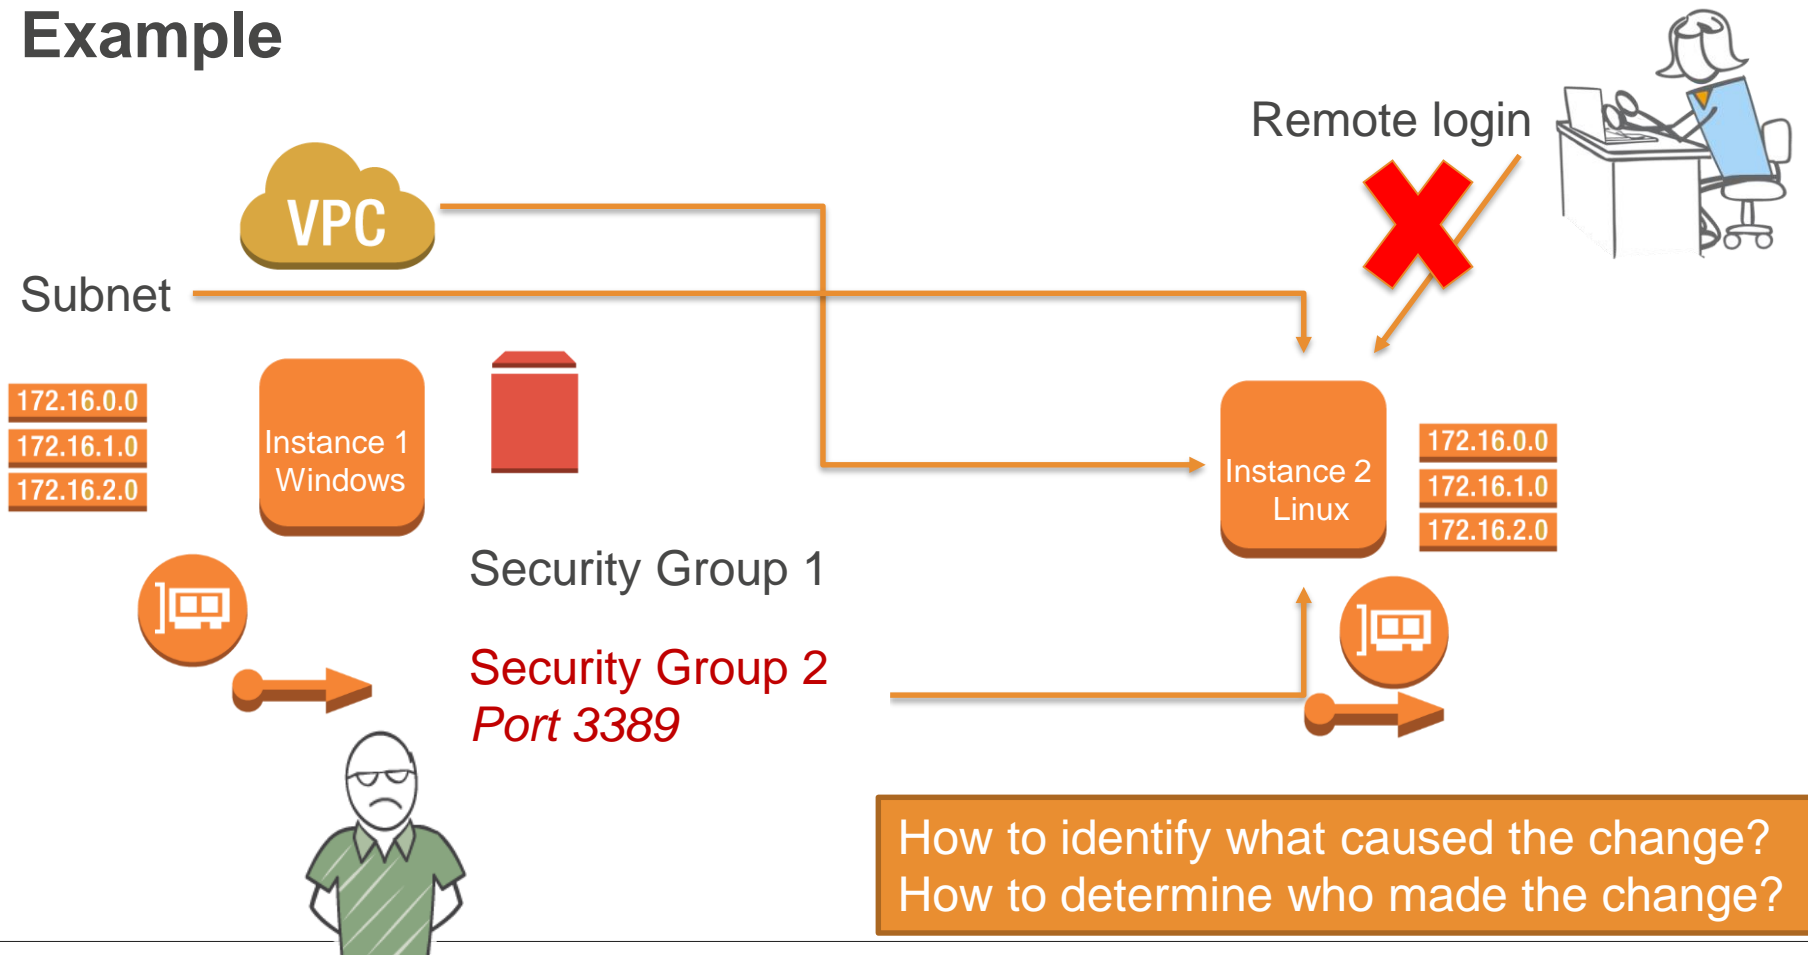 Example
Remote login
VPC
Subnet
172.16.0.0
172.16.1.0
172.16.2.0
Instance 1
Windows
Instance 2
Linux
172.16.0.0
172.16.1.0
172.16.2.0
Security Group 1
Security Group 2
Port 3389
How to identify what caused the change?
How to determine who made the change?